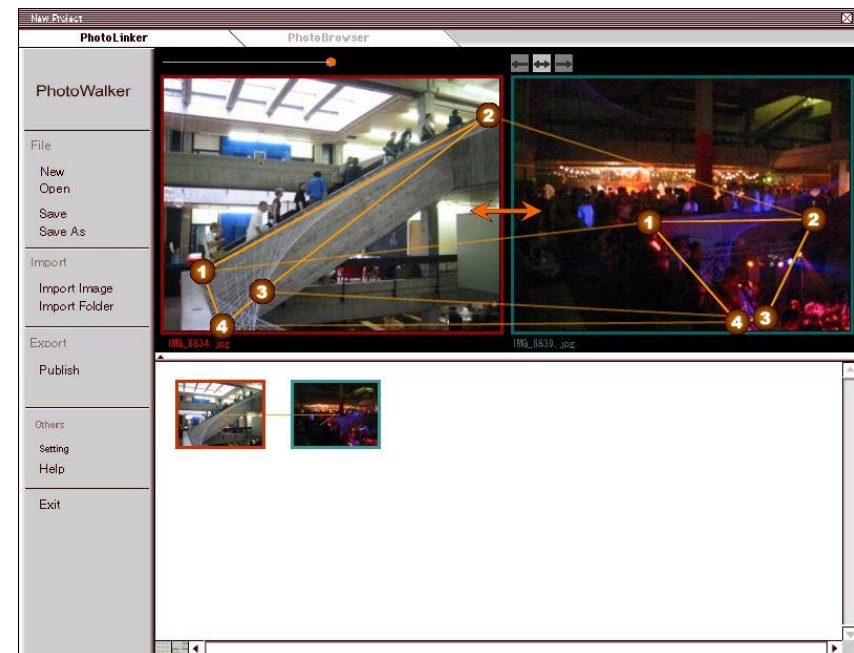 New Project
PhotoLinker
PhotoBrowser
PhotoWalker
File
New
Open
Save
Save As
Import
Import Image
Import Folder
Export
Publish
Others
Setting
Help
Exit
2
1
3
4
1
2
4
3
IMG_6834.jpg
IMG_6839.jpg